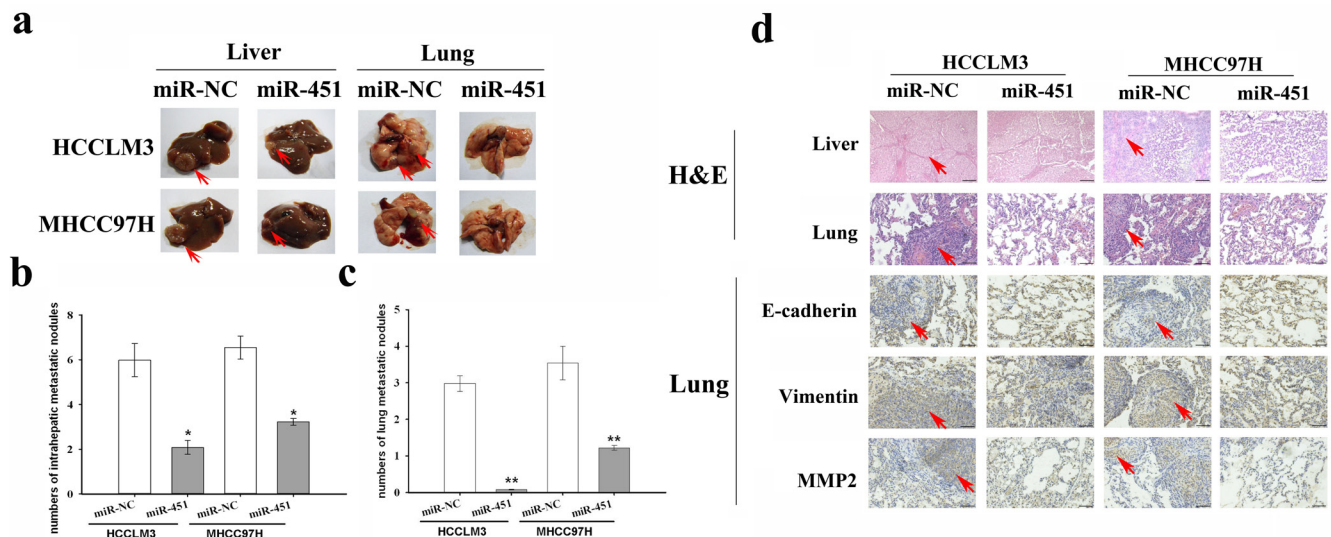 a
Liver Lung
miR-NC miR-451 miR-NC miR-451
HCCLM3
MHCC97H
b
numbers of intrahepatic metastatic nodules
8
6
4
2
0
* *
miR-NC miR-451 miR-NC miR-451
HCCLM3 MHCC97H
c
numbers of lung metastatic nodules
5
4
3
2
1
0
** **
miR-NC miR-451 miR-NC miR-451
HCCLM3 MHCC97H
d
HCCLM3 MHCC97H
miR-NC miR-451 miR-NC miR-451
H&E
Liver
Lung
Lung
E-cadherin
Vimentin
MMP2